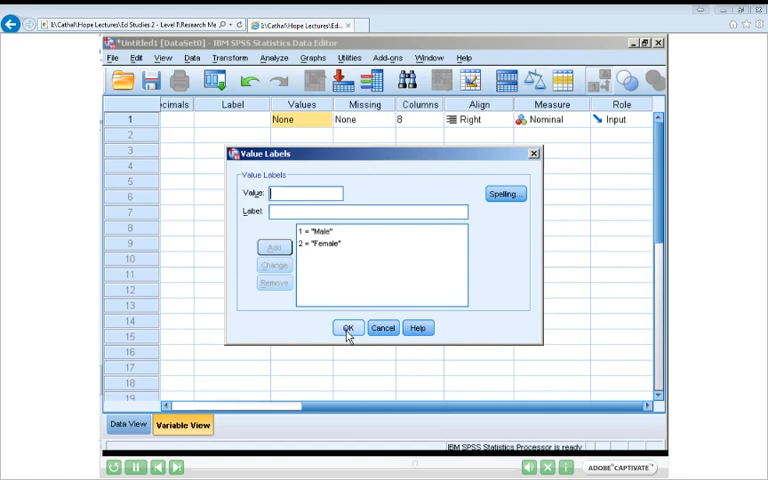 E:\Cathal\Hope Lectures\Ed Studies 2 - Level I\Research Me
E:\Cathal\Hope Lectures\Ed...
*Untitled1 [DataSet0] - IBM SPSS Statistics Data Editor
File Edit View Data Transform Analyze Graphs Utilities Add-ons Window Help
cimals Label Values Missing Columns Align Measure Role
1 None None 8 Right Nominal Input
2
3
Value Labels
4
5
Value Labels
6
Value: Spelling...
7
Label:
8
1 = "Male"
9
2 = "Female"
Add
10
Change
11
Remove
12
13
14
OK Cancel Help
15
16
17
18
19
Data View Variable View
IBM SPSS Statistics Processor is ready
ADOBE® CAPTIVATE™